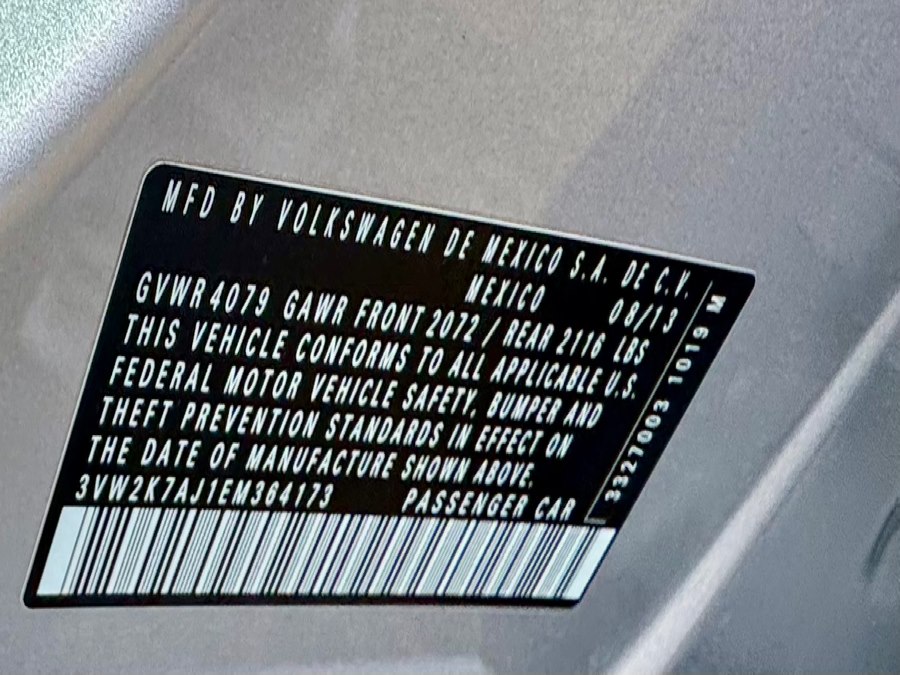 MFD BY VOLKSWAGEN DE MEXICO S.A. DE C.V.
MEXICO 08/13
GVWR 4079 GAWR FRONT 2072 / REAR 2116 LBS
THIS VEHICLE CONFORMS TO ALL APPLICABLE U.S.
FEDERAL MOTOR VEHICLE SAFETY, BUMPER AND
THEFT PREVENTION STANDARDS IN EFFECT ON
THE DATE OF MANUFACTURE SHOWN ABOVE.
3VW2K7AJ1EM364173 PASSENGER CAR
3327003 1019 M